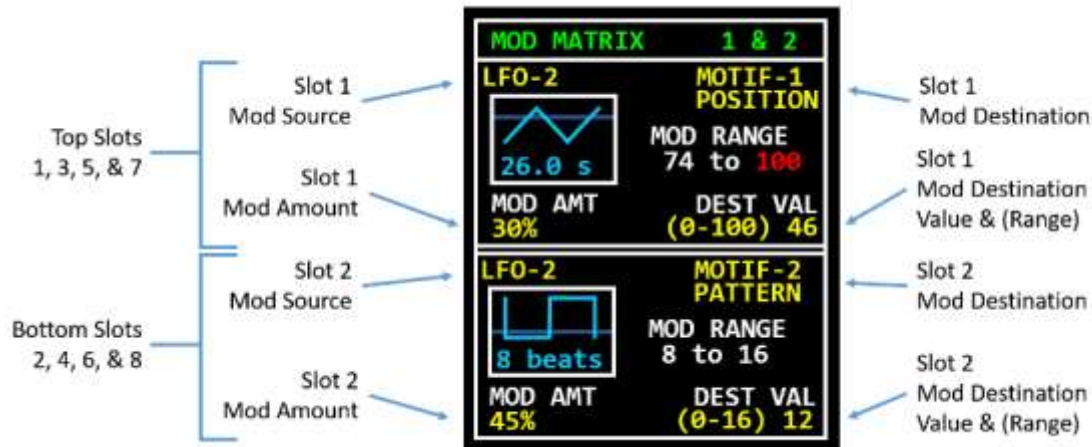 MOD MATRIX 1 & 2
LFO-2
MOTIF-1
POSITION
26.0 s
MOD RANGE
74 to 100
MOD AMT
30%
DEST VAL
(0-100) 46
LFO-2
MOTIF-2
PATTERN
8 beats
MOD RANGE
8 to 16
MOD AMT
45%
DEST VAL
(0-16) 12
Top Slots
1, 3, 5, & 7
Slot 1
Mod Source
Slot 1
Mod Amount
Bottom Slots
2, 4, 6, & 8
Slot 2
Mod Source
Slot 2
Mod Amount
Slot 1
Mod Destination
Slot 1
Mod Destination
Value & (Range)
Slot 2
Mod Destination
Slot 2
Mod Destination
Value & (Range)